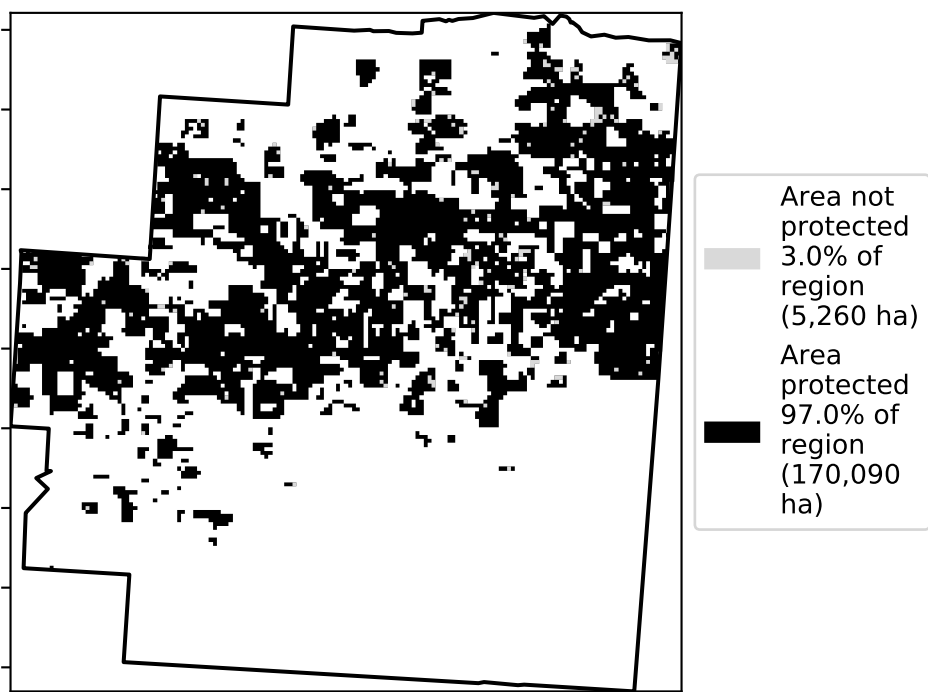 Area not
protected
3.0% of
region
(5,260 ha)
Area
protected
97.0% of
region
(170,090
ha)